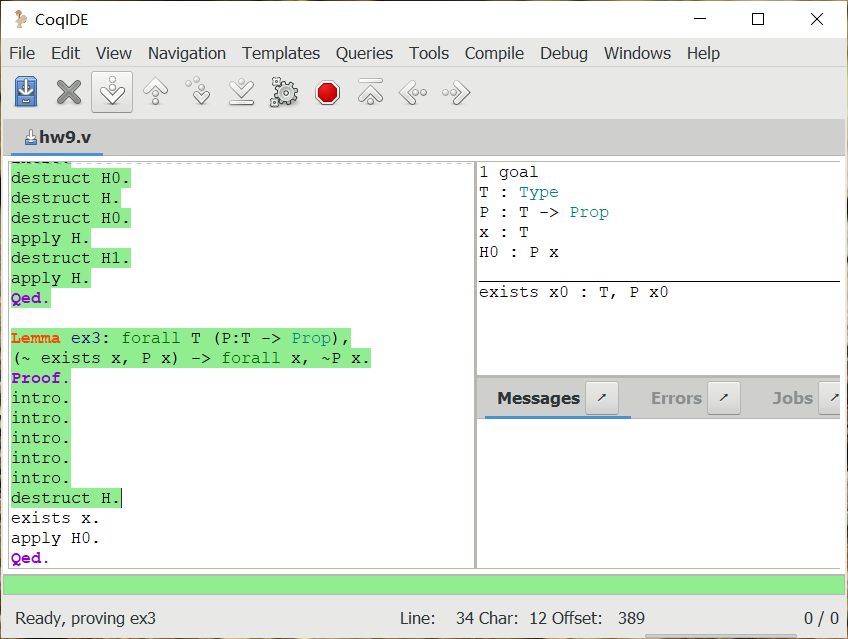 CoqIDE
File Edit View Navigation Templates Queries Tools Compile Debug Windows Help
hw9.v
destruct H0.
destruct H.
destruct H0.
apply H.
destruct H1.
apply H.
Qed.
Lemma ex3: forall T (P:T -> Prop),
(~ exists x, P x) -> forall x, ~P x.
Proof.
intro.
intro.
intro.
intro.
intro.
destruct H.
exists x.
apply H0.
Qed.
1 goal
T : Type
P : T -> Prop
x : T
H0 : P x
exists x0 : T, P x0
Messages Errors Jobs
Ready, proving ex3 Line: 34 Char: 12 Offset: 389 0 / 0